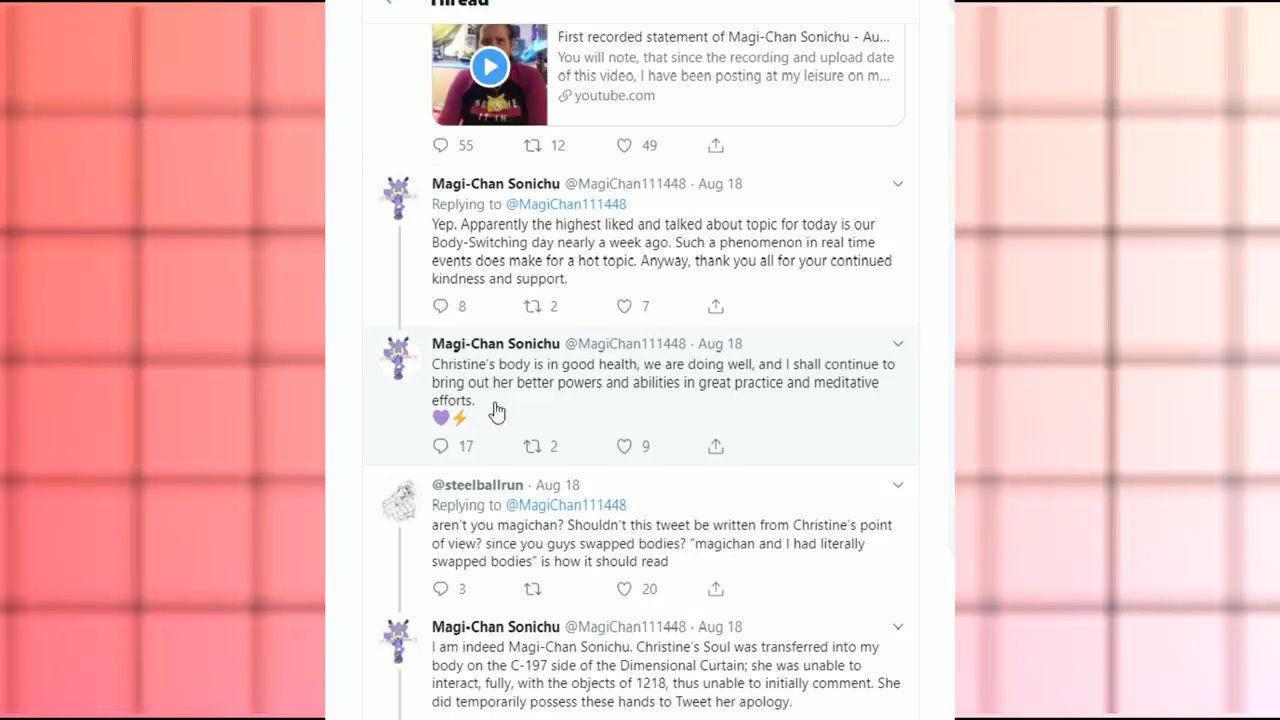 Thread
First recorded statement of Magi-Chan Sonichu - Au...
You will note, that since the recording and upload date
of this video, I have been posting at my leisure on m...
youtube.com
55 12 49
Magi-Chan Sonichu @MagiChan111448 · Aug 18
Replying to @MagiChan111448
Yep. Apparently the highest liked and talked about topic for today is our
Body-Switching day nearly a week ago. Such a phenomenon in real time
events does make for a hot topic. Anyway, thank you all for your continued
kindness and support.
8 2 7
Magi-Chan Sonichu @MagiChan111448 · Aug 18
Christine's body is in good health, we are doing well, and I shall continue to
bring out her better powers and abilities in great practice and meditative
efforts.
💜⚡
17 2 9
@steelballrun · Aug 18
Replying to @MagiChan111448
aren't you magichan? Shouldn't this tweet be written from Christine's point
of view? since you guys swapped bodies? "magichan and I had literally
swapped bodies" is how it should read
3 20
Magi-Chan Sonichu @MagiChan111448 · Aug 18
I am indeed Magi-Chan Sonichu. Christine's Soul was transferred into my
body on the C-197 side of the Dimensional Curtain; she was unable to
interact, fully, with the objects of 1218, thus unable to initially comment. She
did temporarily possess these hands to Tweet her apology.